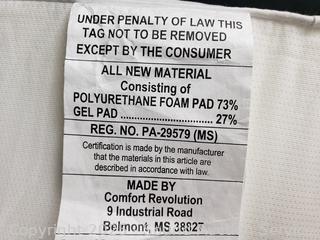 UNDER PENALTY OF LAW THIS
TAG NOT TO BE REMOVED
EXCEPT BY THE CONSUMER
ALL NEW MATERIAL
Consisting of
POLYURETHANE FOAM PAD 73%
GEL PAD .................................. 27%
REG. NO. PA-29579 (MS)
Certification is made by the manufacturer
that the materials in this article are
described in accordance with law.
MADE BY
Comfort Revolution
9 Industrial Road
Belmont, MS 38827
Copyright